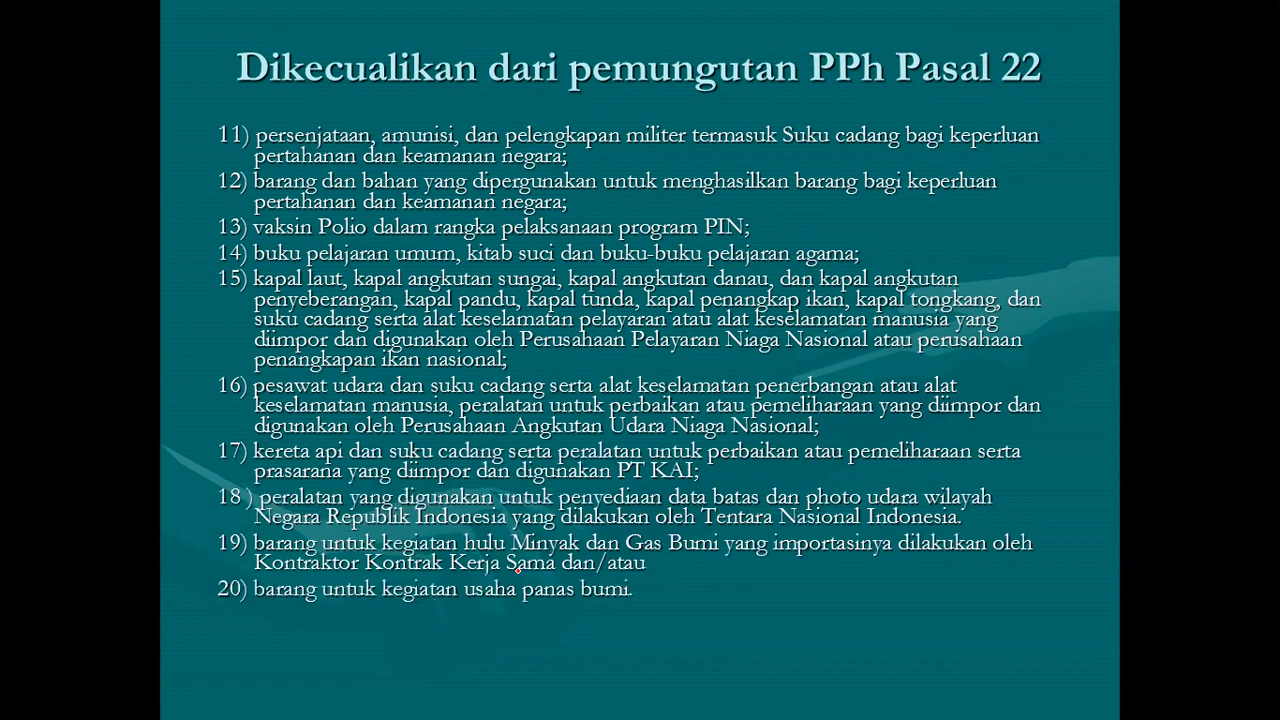 Dikecualikan dari pemungutan PPh Pasal 22
11) persenjataan, amunisi, dan pelengkapan militer termasuk Suku cadang bagi keperluan
pertahanan dan keamanan negara;
12) barang dan bahan yang dipergunakan untuk menghasilkan barang bagi keperluan
pertahanan dan keamanan negara;
13) vaksin Polio dalam rangka pelaksanaan program PIN;
14) buku pelajaran umum, kitab suci dan buku-buku pelajaran agama;
15) kapal laut, kapal angkutan sungai, kapal angkutan danau, dan kapal angkutan
penyeberangan, kapal pandu, kapal tunda, kapal penangkap ikan, kapal tongkang, dan
suku cadang serta alat keselamatan pelayaran atau alat keselamatan manusia yang
diimpor dan digunakan oleh Perusahaan Pelayaran Niaga Nasional atau perusahaan
penangkapan ikan nasional;
16) pesawat udara dan suku cadang serta alat keselamatan penerbangan atau alat
keselamatan manusia, peralatan untuk perbaikan atau pemeliharaan yang diimpor dan
digunakan oleh Perusahaan Angkutan Udara Niaga Nasional;
17) kereta api dan suku cadang serta peralatan untuk perbaikan atau pemeliharaan serta
prasarana yang diimpor dan digunakan PT KAI;
18 ) peralatan yang digunakan untuk penyediaan data batas dan photo udara wilayah
Negara Republik Indonesia yang dilakukan oleh Tentara Nasional Indonesia.
19) barang untuk kegiatan hulu Minyak dan Gas Bumi yang importasinya dilakukan oleh
Kontraktor Kontrak Kerja Sama dan/atau
20) barang untuk kegiatan usaha panas bumi.